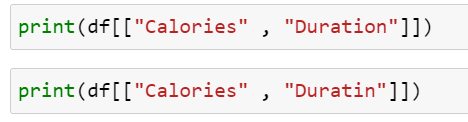 print(df[["Calories" , "Duration"]])
print(df[["Calories" , "Duratin"]])